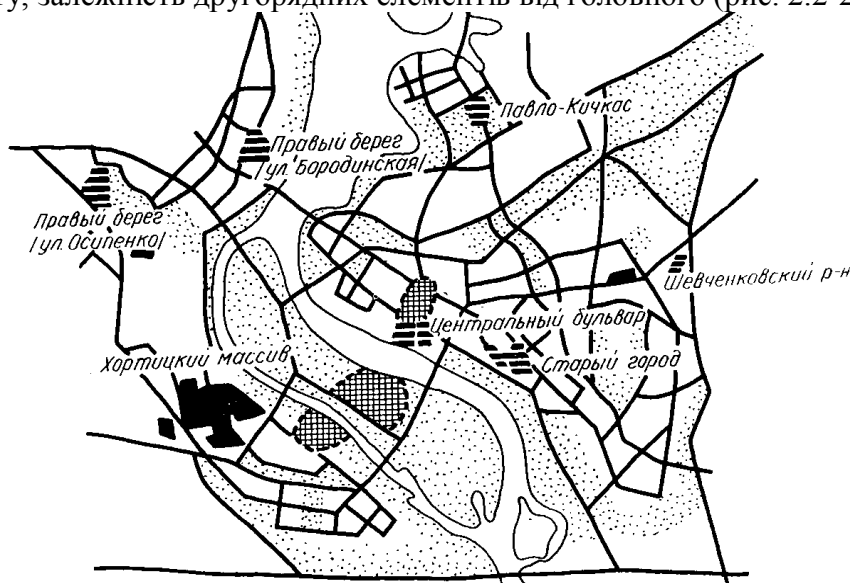 ту, залежність другорядних елементів від головного (рис. 2.2-2
Павло-Кичкас
Правый берег
/ул. Бородинская/
Правый берег
/ул. Осипенко/
Шевченковский р-н
Центральный бульвар
Хортицкий массив
Старый город